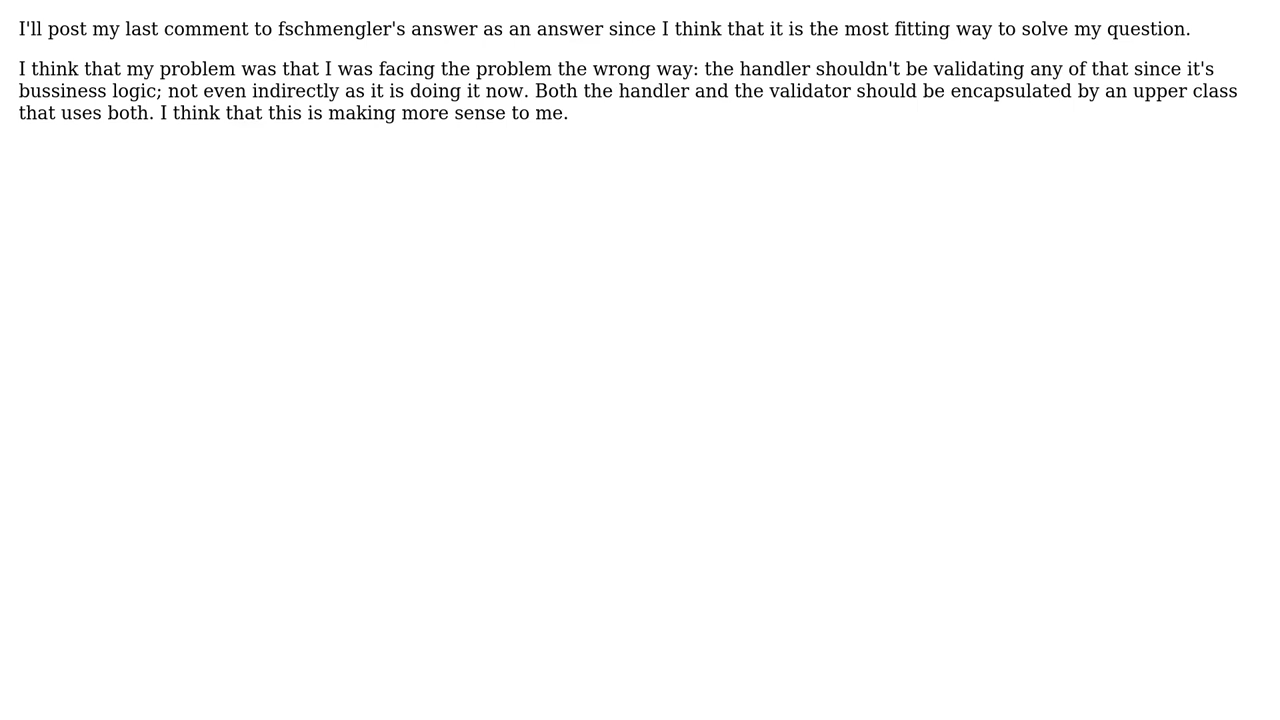 I'll post my last comment to fschmengler's answer as an answer since I think that it is the most fitting way to solve my question.
I think that my problem was that I was facing the problem the wrong way: the handler shouldn't be validating any of that since it's
bussiness logic; not even indirectly as it is doing it now. Both the handler and the validator should be encapsulated by an upper class
that uses both. I think that this is making more sense to me.